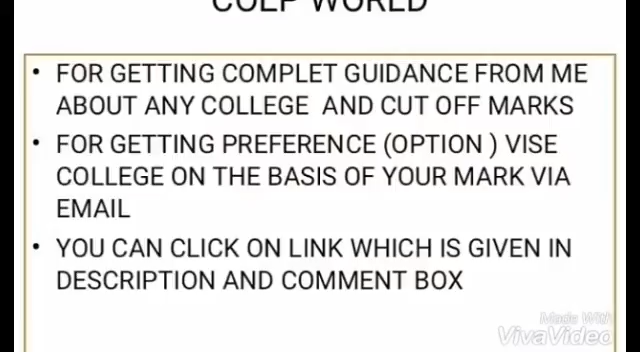 COEP WORLD
• FOR GETTING COMPLET GUIDANCE FROM ME
ABOUT ANY COLLEGE AND CUT OFF MARKS
• FOR GETTING PREFERENCE (OPTION ) VISE
COLLEGE ON THE BASIS OF YOUR MARK VIA
EMAIL
• YOU CAN CLICK ON LINK WHICH IS GIVEN IN
DESCRIPTION AND COMMENT BOX
Made With
VivaVideo